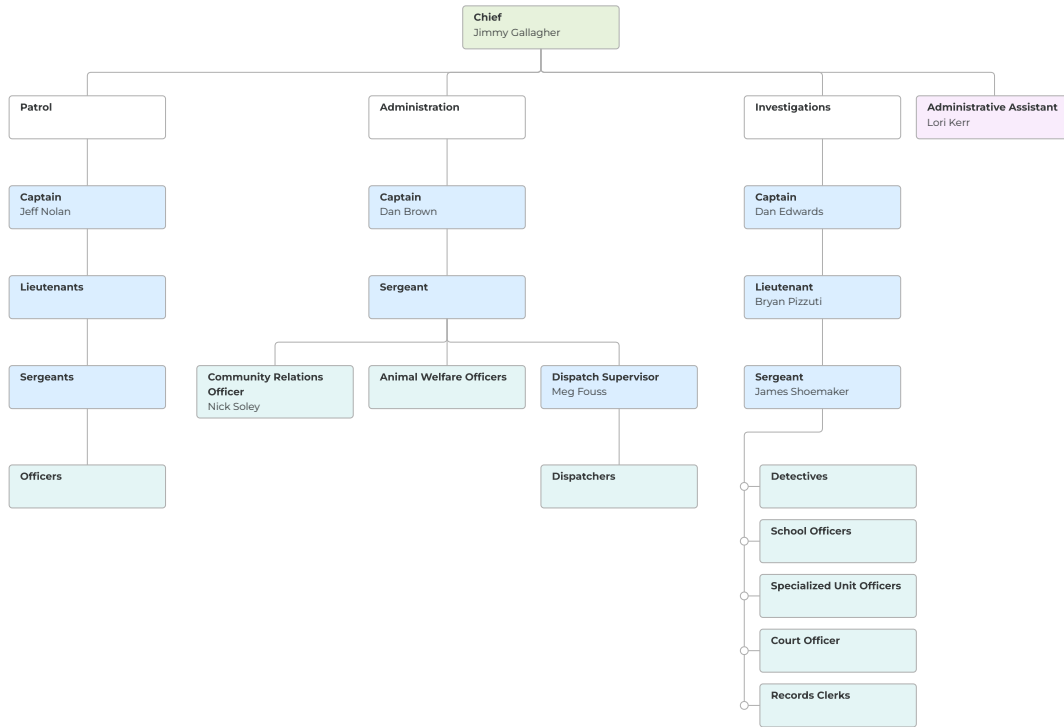 Chief
Jimmy Gallagher
Patrol
Administration
Investigations
Administrative Assistant
Lori Kerr
Captain
Jeff Nolan
Captain
Dan Brown
Captain
Dan Edwards
Lieutenants
Sergeant
Lieutenant
Bryan Pizzuti
Sergeants
Community Relations
Officer
Nick Soley
Animal Welfare Officers
Dispatch Supervisor
Meg Fouss
Sergeant
James Shoemaker
Officers
Dispatchers
Detectives
School Officers
Specialized Unit Officers
Court Officer
Records Clerks